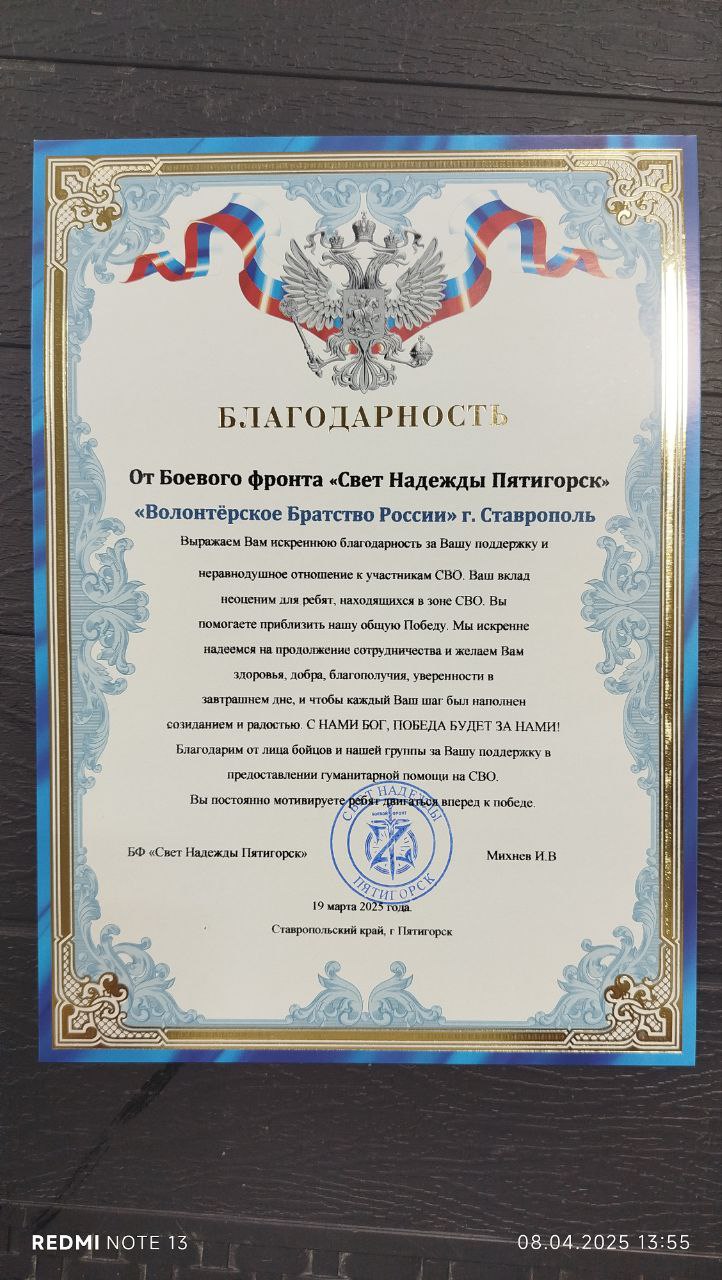 БЛАГОДАРНОСТЬ
От Боевого фронта «Свет Надежды Пятигорск»
«Волонтёрское Братство России» г. Ставрополь
Выражаем Вам искреннюю благодарность за Вашу поддержку и
неравнодушное отношение к участникам СВО. Ваш вклад
неоценим для ребят, находящихся в зоне СВО. Вы
помогаете приблизить нашу общую Победу. Мы искренне
надеемся на продолжение сотрудничества и желаем Вам
здоровья, добра, благополучия, уверенности в
завтрашнем дне, и чтобы каждый Ваш шаг был наполнен
созиданием и радостью. С НАМИ БОГ, ПОБЕДА БУДЕТ ЗА НАМИ!
Благодарим от лица бойцов и нашей группы за Вашу поддержку в
предоставлении гуманитарной помощи на СВО.
Вы постоянно мотивируете ребят двигаться вперед к победе.
СВЕТ НАДЕЖДЫ
БОЕВОЙ ФРОНТ
ПЯТИГОРСК
БФ «Свет Надежды Пятигорск»
Михнев И.В
19 марта 2025 года.
Ставропольский край, г Пятигорск
REDMI NOTE 13
08.04.2025 13:55